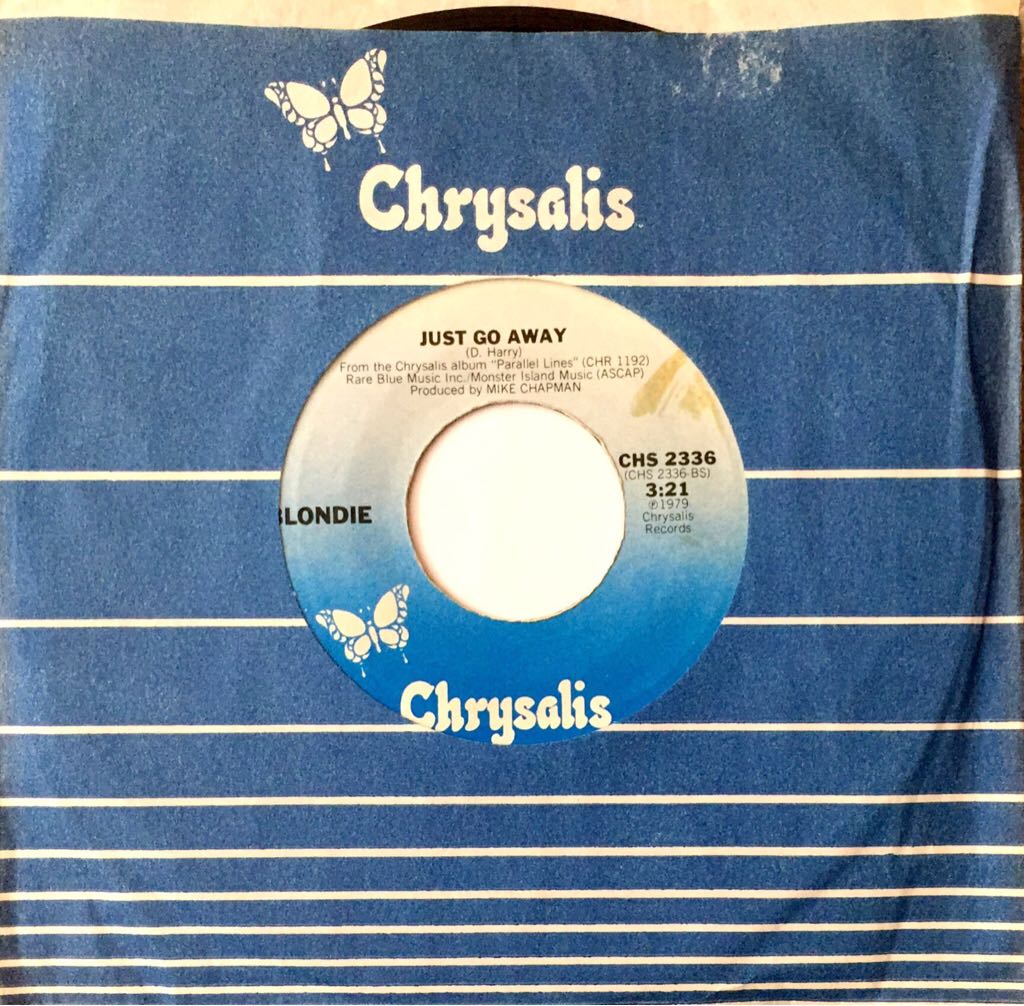 Chrysalis
JUST GO AWAY
(D. Harry)
From the Chrysalis album "Parallel Lines" (CHR 1192)
Rare Blue Music Inc./Monster Island Music (ASCAP)
Produced by MIKE CHAPMAN
CHS 2336
(CHS 2336-BS)
3:21
℗1979
Chrysalis
Records
BLONDIE
Chrysalis